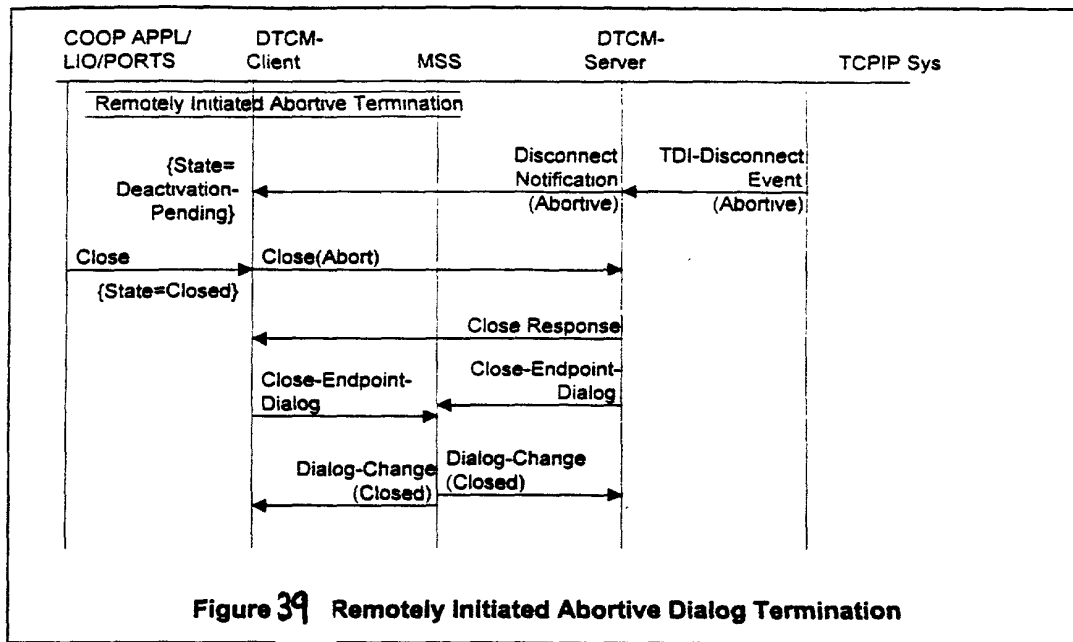 COOP APPL/
LIO/PORTS
DTCM-
Client
MSS
DTCM-
Server
TCPIP Sys
Remotely Initiated Abortive Termination
{State=
Deactivation-
Pending}
Disconnect
Notification
(Abortive)
TDI-Disconnect
Event
(Abortive)
Close
Close(Abort)
{State=Closed}
Close Response
Close-Endpoint-
Dialog
Close-Endpoint-
Dialog
Dialog-Change
(Closed)
Dialog-Change
(Closed)
Figure 39 Remotely Initiated Abortive Dialog Termination